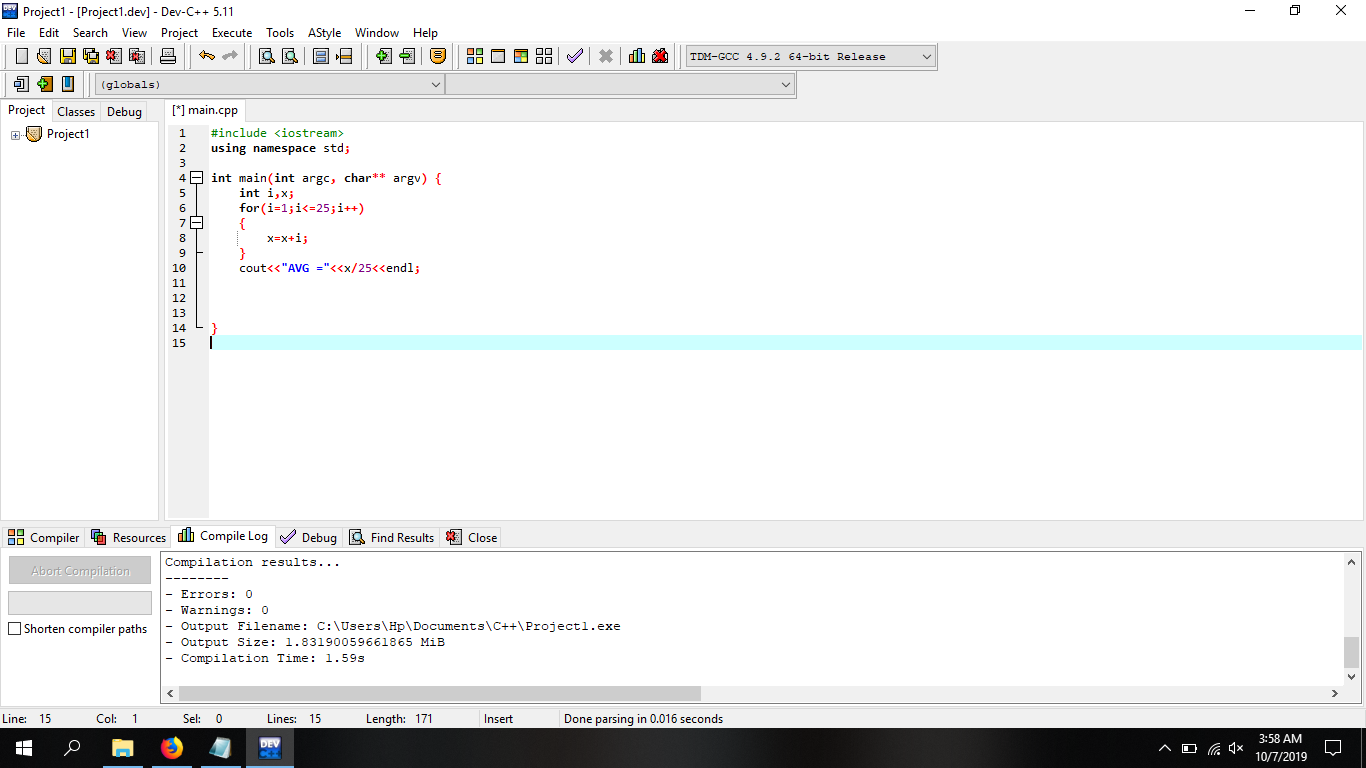 Project1 - [Project1.dev] - Dev-C++ 5.11
File Edit Search View Project Execute Tools AStyle Window Help
TDM-GCC 4.9.2 64-bit Release
(globals)
Project Classes Debug
[*] main.cpp
Project1
1 #include <iostream>
2 using namespace std;
3
4 int main(int argc, char** argv) {
5 int i,x;
6 for(i=1;i<=25;i++)
7 {
8 x=x+i;
9 }
10 cout<<"AVG ="<<x/25<<endl;
11
12
13
14 }
15
Compiler Resources Compile Log Debug Find Results Close
Abort Compilation
Shorten compiler paths
Compilation results...
--------
- Errors: 0
- Warnings: 0
- Output Filename: C:\Users\Hp\Documents\C++\Project1.exe
- Output Size: 1.83190059661865 MiB
- Compilation Time: 1.59s
Line: 15 Col: 1 Sel: 0 Lines: 15 Length: 171 Insert Done parsing in 0.016 seconds
DEV
3:58 AM
10/7/2019